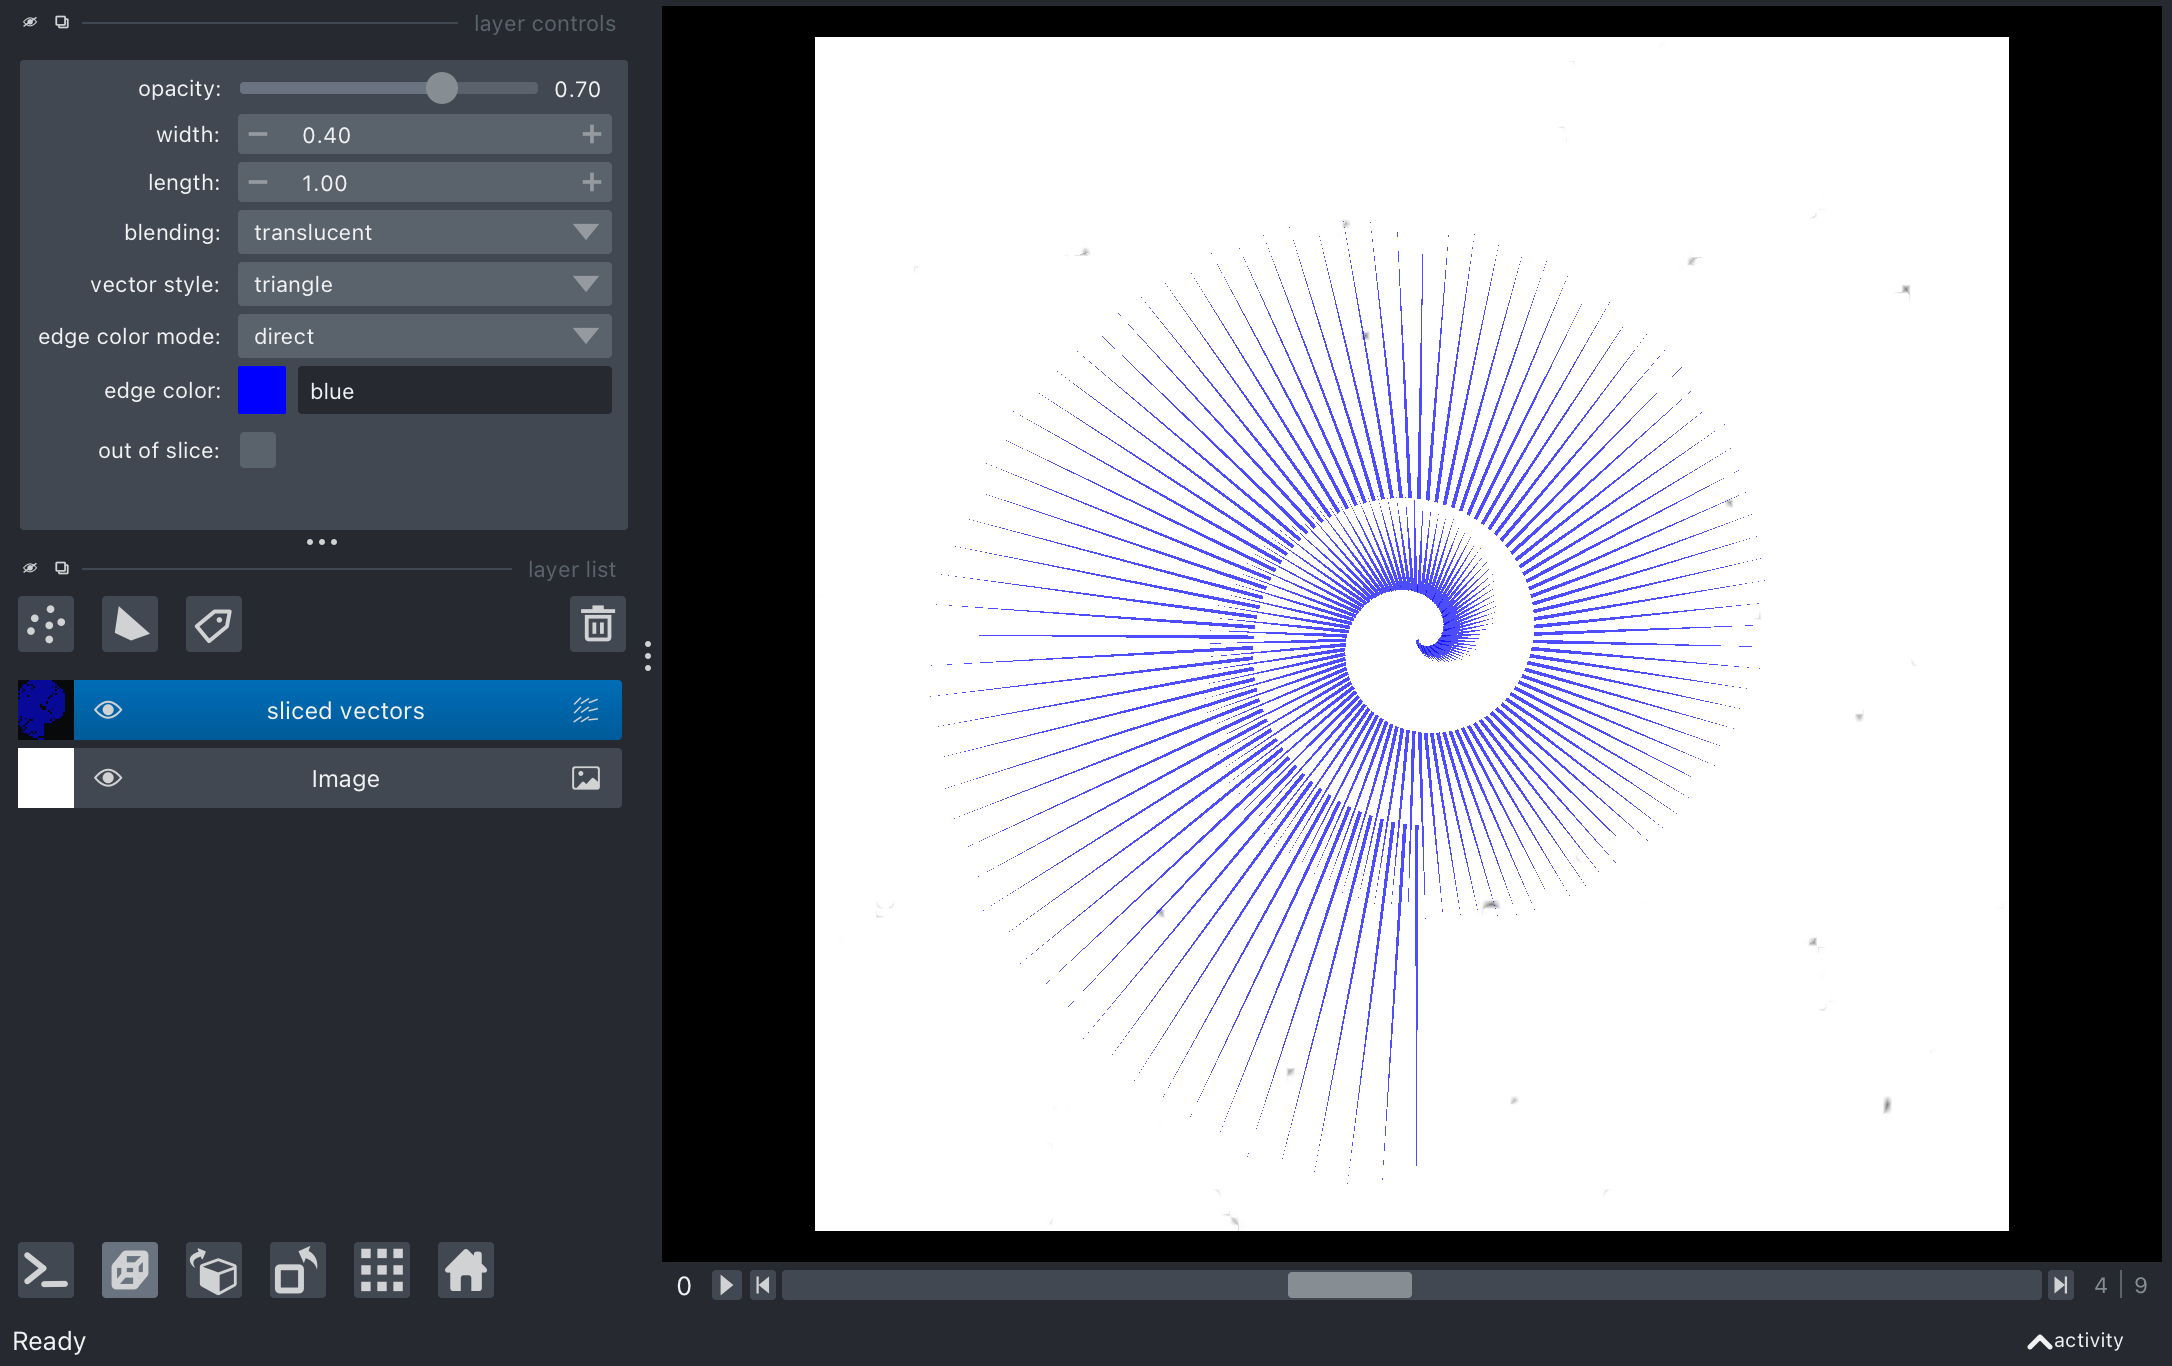 layer controls
opacity: 0.70
width: 0.40
length: 1.00
blending: translucent
vector style: triangle
edge color mode: direct
edge color: blue
out of slice:
layer list
sliced vectors
Image
0 4 9
Ready activity